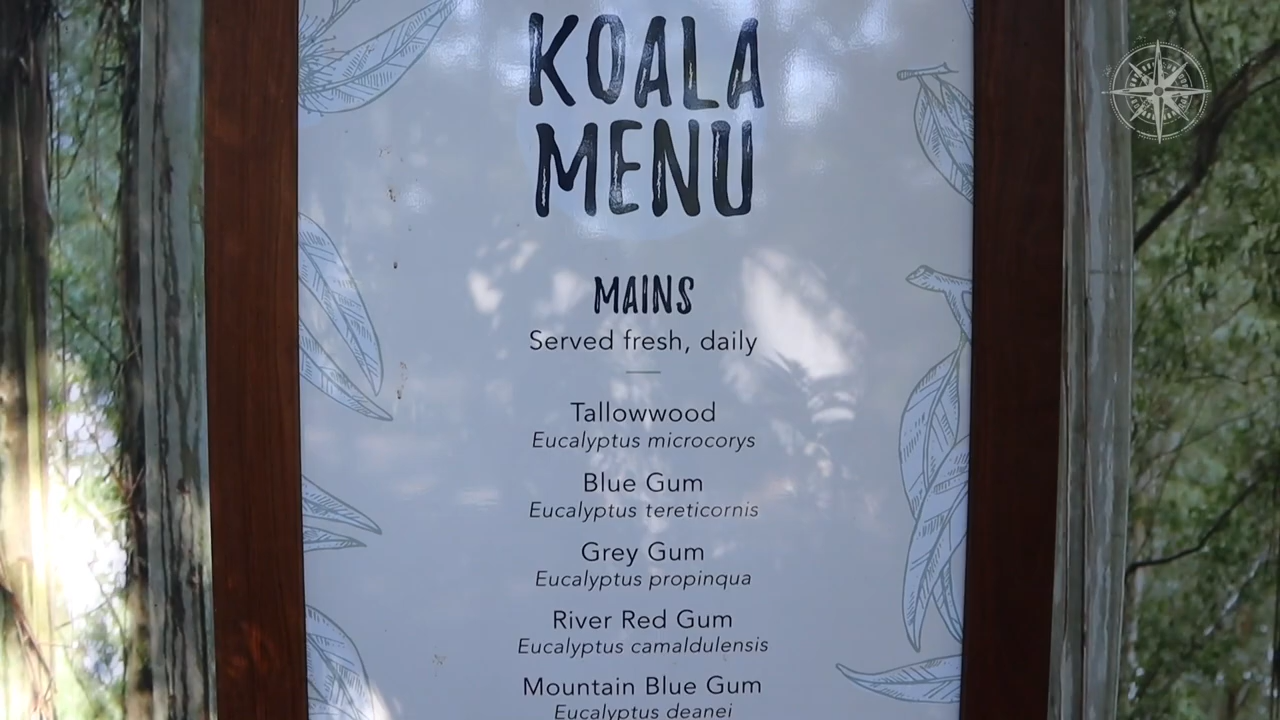 KOALA
MENU
MAINS
Served fresh, daily
Tallowwood
Eucalyptus microcorys
Blue Gum
Eucalyptus tereticornis
Grey Gum
Eucalyptus propinqua
River Red Gum
Eucalyptus camaldulensis
Mountain Blue Gum
Eucalyptus deanei